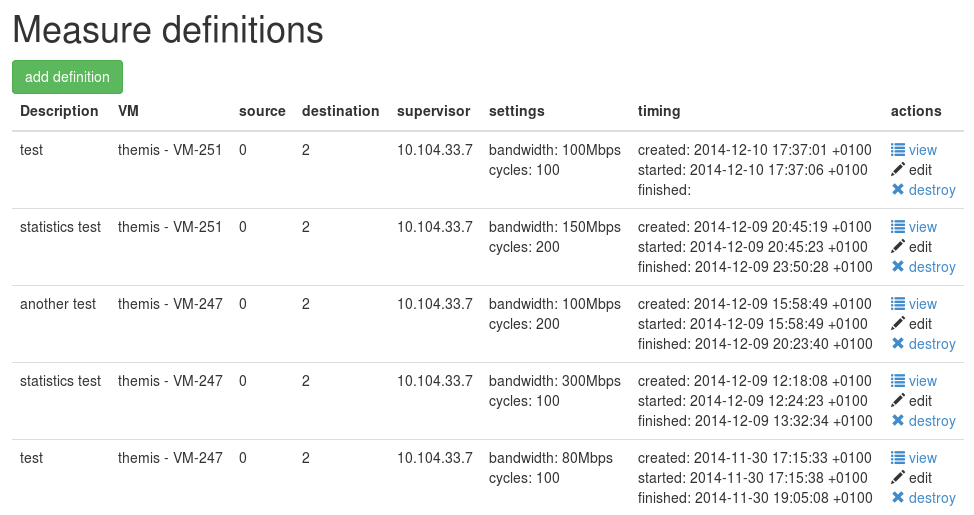 Measure definitions
add definition
Description VM source destination supervisor settings timing actions
test themis - VM-251 0 2 10.104.33.7 bandwidth: 100Mbps created: 2014-12-10 17:37:01 +0100 view
cycles: 100 started: 2014-12-10 17:37:06 +0100 edit
finished: destroy
statistics test themis - VM-251 0 2 10.104.33.7 bandwidth: 150Mbps created: 2014-12-09 20:45:19 +0100 view
cycles: 200 started: 2014-12-09 20:45:23 +0100 edit
finished: 2014-12-09 23:50:28 +0100 destroy
another test themis - VM-247 0 2 10.104.33.7 bandwidth: 100Mbps created: 2014-12-09 15:58:49 +0100 view
cycles: 200 started: 2014-12-09 15:58:49 +0100 edit
finished: 2014-12-09 20:23:40 +0100 destroy
statistics test themis - VM-247 0 2 10.104.33.7 bandwidth: 300Mbps created: 2014-12-09 12:18:08 +0100 view
cycles: 100 started: 2014-12-09 12:24:23 +0100 edit
finished: 2014-12-09 13:32:34 +0100 destroy
test themis - VM-247 0 2 10.104.33.7 bandwidth: 80Mbps created: 2014-11-30 17:15:33 +0100 view
cycles: 100 started: 2014-11-30 17:15:38 +0100 edit
finished: 2014-11-30 19:05:08 +0100 destroy